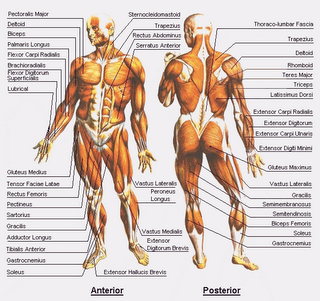 Pectoralis Major
Deltoid
Biceps
Palmaris Longus
Flexor Carpi Radialis
Brachioradialis
Flexor Digitorum
Superficialis
Lubrical
Gluteus Medius
Tensor Faciae Latae
Rectus Femoris
Pectineus
Sartorius
Gracilis
Adductor Longus
Tibialis Anterior
Gastrocnemius
Soleus
Sternocleidomastoid
Trapezius
Rectus Abdominus
Serratus Anterior
Vastus Lateralis
Peroneus
Longus
Vastus Medialis
Extensor
Digitorum Brevis
Extensor Hallucis Brevis
Anterior
Thoraco-lumbar Fascia
Trapezius
Deltoid
Rhomboid
Teres Major
Triceps
Latissimus Dorsi
Extensor Carpi Radialis
Extensor Digitorum
Extensor Carpi Ulnaris
Extensor Digiti Minimi
Gluteus Maximus
Vastus Lateralis
Gracilis
Semimembranosus
Semitendinosis
Biceps Femoris
Soleus
Gastrocnemius
Posterior